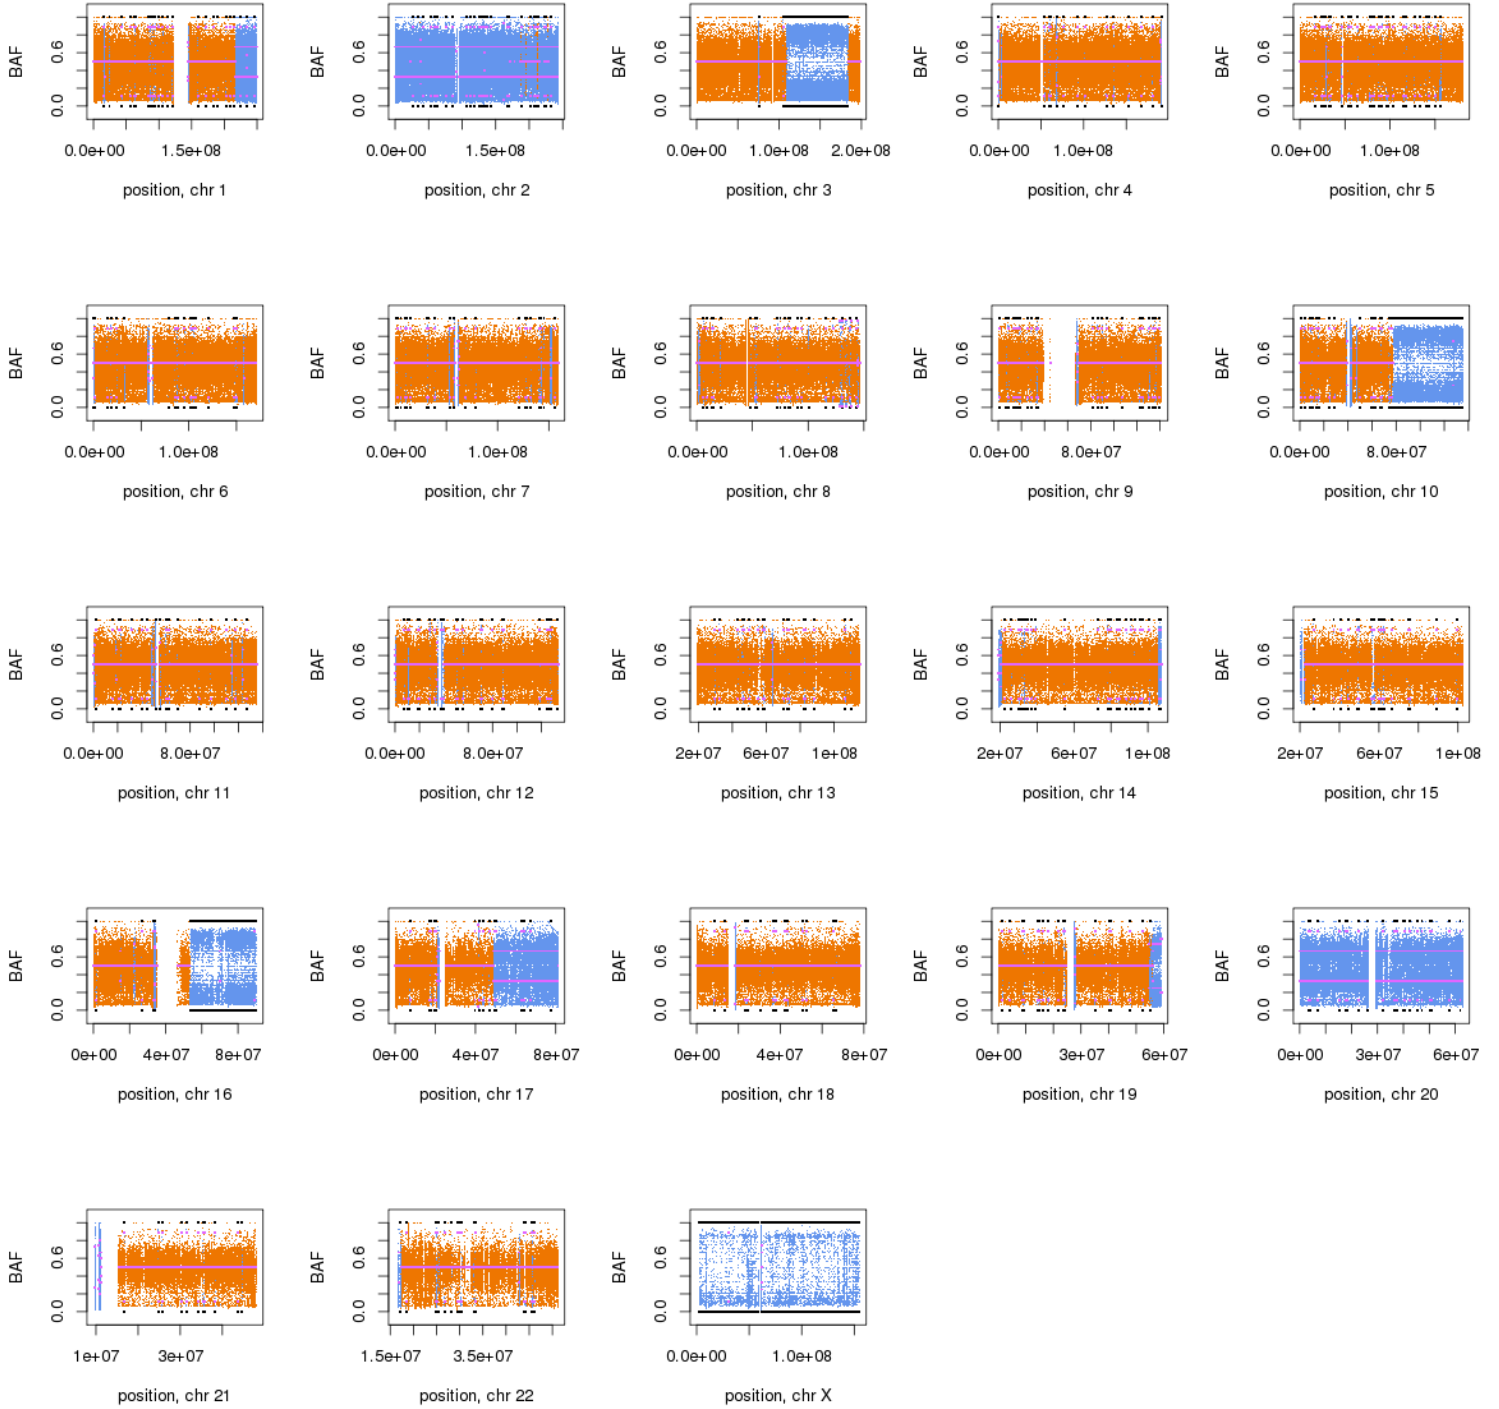 BAF 0.0 0.6 BAF 0.0 0.6 BAF 0.0 0.6 BAF 0.0 0.6 BAF 0.0 0.6
0.0e+00 1.5e+08 0.0e+00 1.5e+08 0.0e+00 1.0e+08 2.0e+08 0.0e+00 1.0e+08 0.0e+00 1.0e+08
position, chr 1 position, chr 2 position, chr 3 position, chr 4 position, chr 5
BAF 0.0 0.6 BAF 0.0 0.6 BAF 0.0 0.6 BAF 0.0 0.6 BAF 0.0 0.6
0.0e+00 1.0e+08 0.0e+00 1.0e+08 0.0e+00 1.0e+08 0.0e+00 8.0e+07 0.0e+00 8.0e+07
position, chr 6 position, chr 7 position, chr 8 position, chr 9 position, chr 10
BAF 0.0 0.6 BAF 0.0 0.6 BAF 0.0 0.6 BAF 0.0 0.6 BAF 0.0 0.6
0.0e+00 8.0e+07 0.0e+00 8.0e+07 2e+07 6e+07 1e+08 2e+07 6e+07 1e+08 2e+07 6e+07 1e+08
position, chr 11 position, chr 12 position, chr 13 position, chr 14 position, chr 15
BAF 0.0 0.6 BAF 0.0 0.6 BAF 0.0 0.6 BAF 0.0 0.6 BAF 0.0 0.6
0e+00 4e+07 8e+07 0e+00 4e+07 8e+07 0e+00 4e+07 8e+07 0e+00 3e+07 6e+07 0e+00 3e+07 6e+07
position, chr 16 position, chr 17 position, chr 18 position, chr 19 position, chr 20
BAF 0.0 0.6 BAF 0.0 0.6 BAF 0.0 0.6
1e+07 3e+07 1.5e+07 3.5e+07 0.0e+00 1.0e+08
position, chr 21 position, chr 22 position, chr X